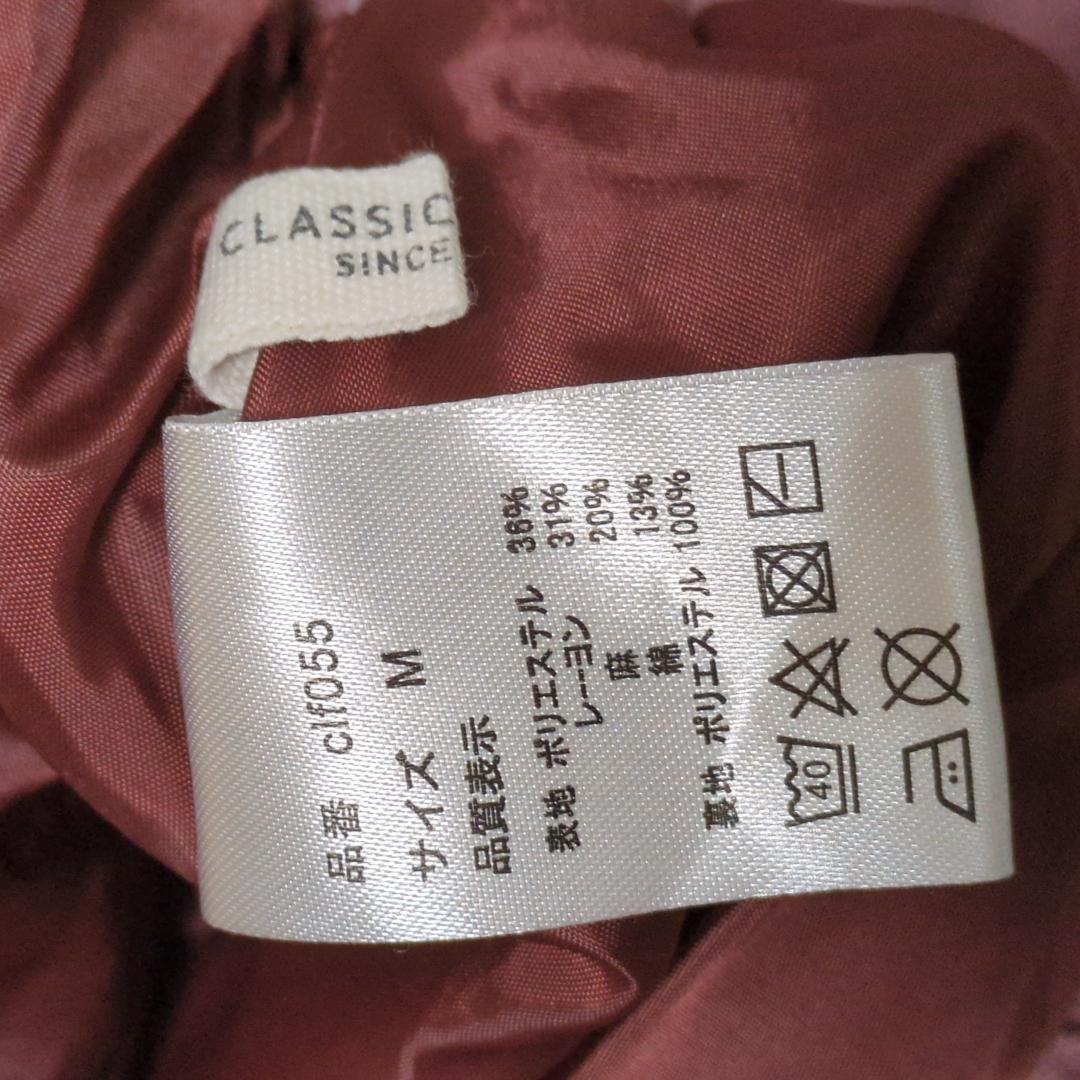 CLASSIC
SINCE
品番 clf055
サイズ M
品質表示
表地 ポリエステル 36%
レーヨン 31%
麻 20%
綿 13%
裏地 ポリエステル 100%
40